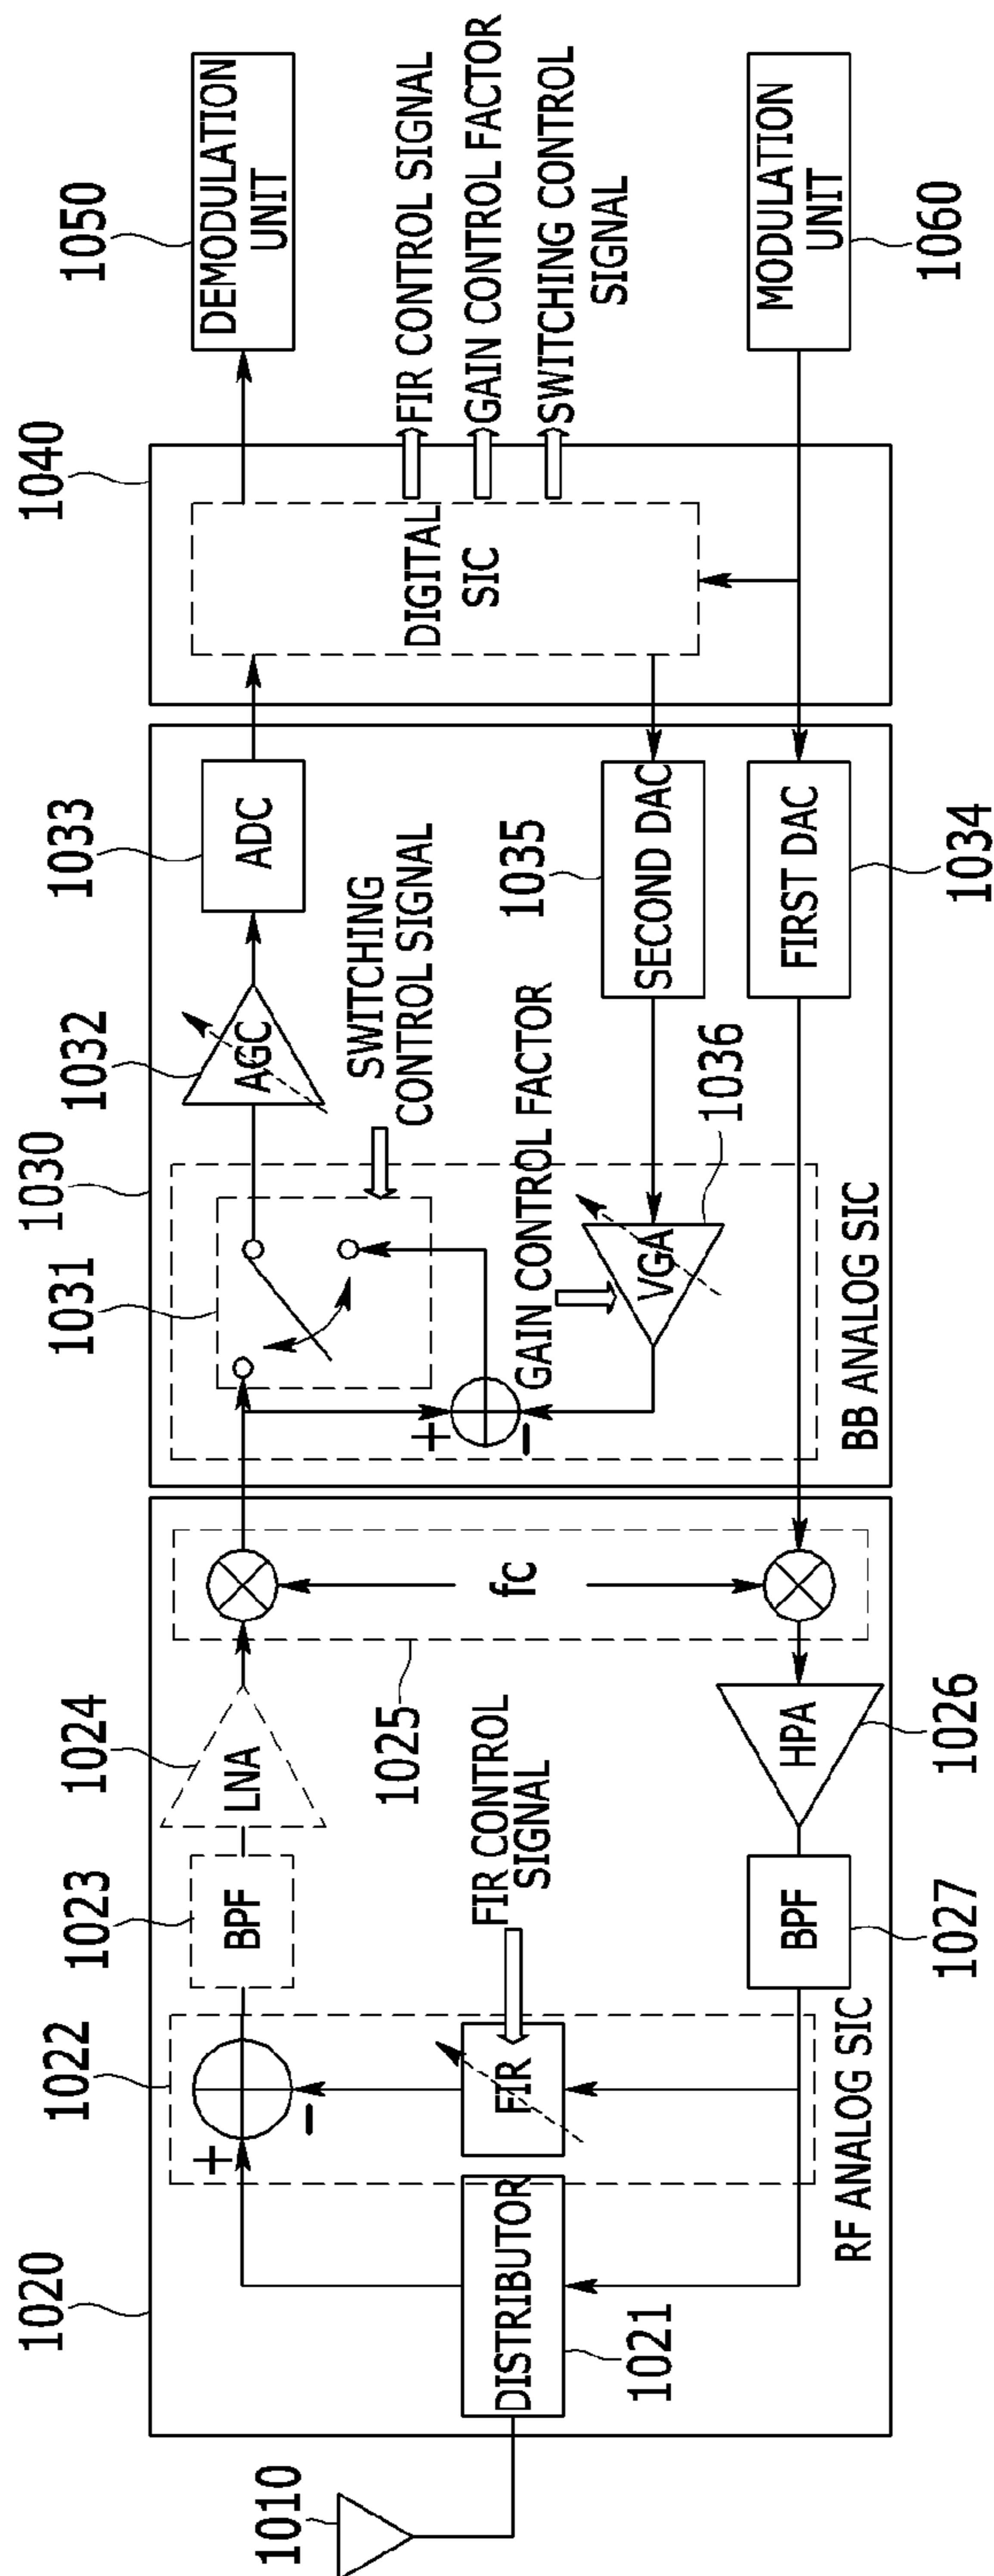 1010
1020
1021
DISTRIBUTOR
1022
+
−
FIR
FIR CONTROL
SIGNAL
RF ANALOG SIC
1023
BPF
1024
LNA
1025
fc
1026
HPA
1027
BPF
1030
1031
+
−
SWITCHING
CONTROL SIGNAL
GAIN CONTROL FACTOR
VGA
1036
BB ANALOG SIC
1032
AGC
1033
ADC
1035
SECOND DAC
FIRST DAC
1034
1040
DIGITAL
SIC
FIR CONTROL SIGNAL
GAIN CONTROL FACTOR
SWITCHING CONTROL
SIGNAL
1050
DEMODULATION
UNIT
MODULATION
UNIT
1060